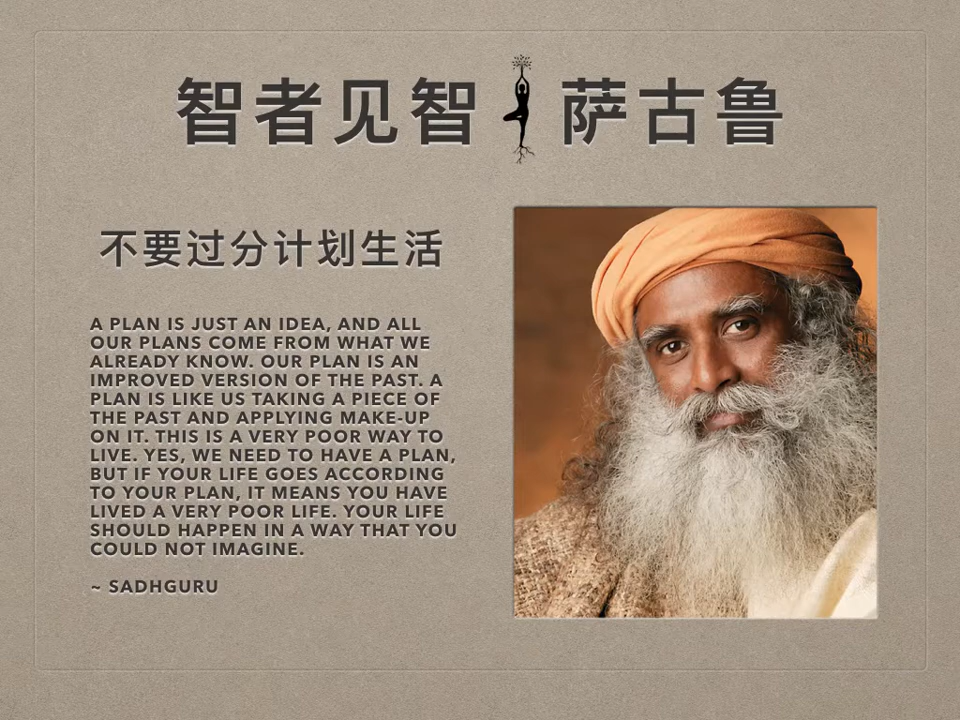 智者见智 萨古鲁
不要过分计划生活
A PLAN IS JUST AN IDEA, AND ALL
OUR PLANS COME FROM WHAT WE
ALREADY KNOW. OUR PLAN IS AN
IMPROVED VERSION OF THE PAST. A
PLAN IS LIKE US TAKING A PIECE OF
THE PAST AND APPLYING MAKE-UP
ON IT. THIS IS A VERY POOR WAY TO
LIVE. YES, WE NEED TO HAVE A PLAN,
BUT IF YOUR LIFE GOES ACCORDING
TO YOUR PLAN, IT MEANS YOU HAVE
LIVED A VERY POOR LIFE. YOUR LIFE
SHOULD HAPPEN IN A WAY THAT YOU
COULD NOT IMAGINE.
~ SADHGURU